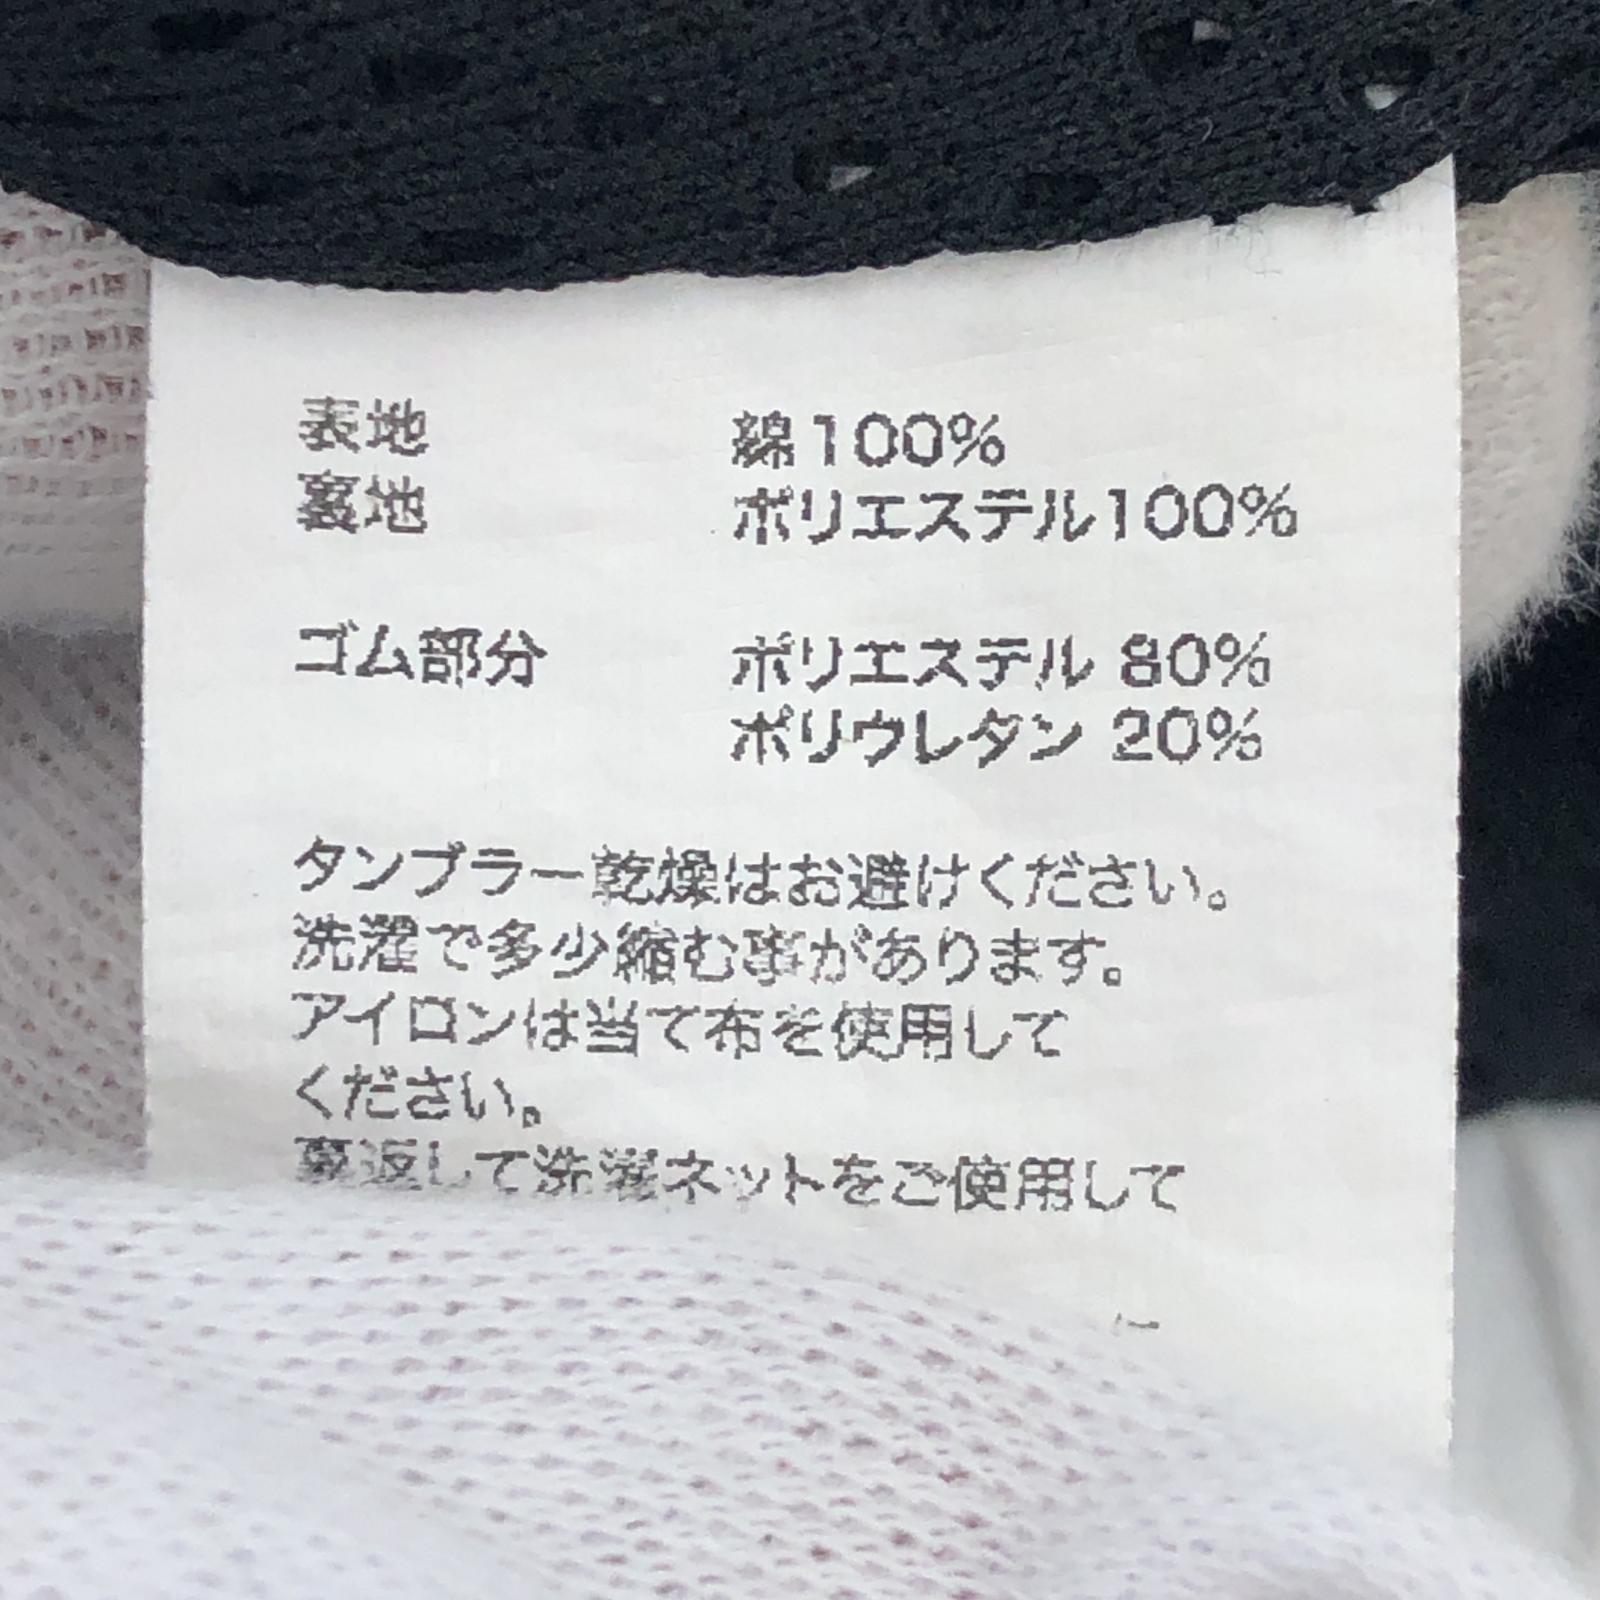 表地 綿100%
裏地 ポリエステル100%
ゴム部分 ポリエステル 80%
ポリウレタン 20%
タンブラー乾燥はお避けください。
洗濯で多少縮む事があります。
アイロンは当て布を使用して
ください。
裏返して洗濯ネットをご使用して